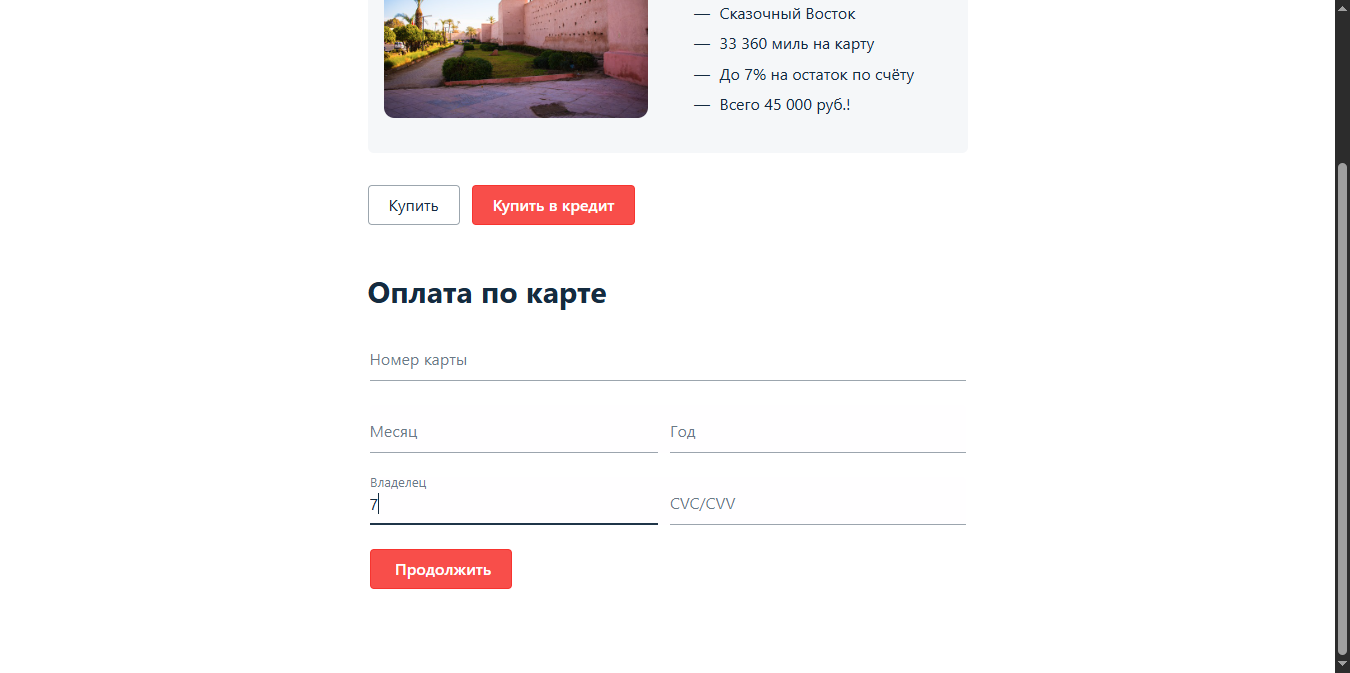 — Сказочный Восток
— 33 360 миль на карту
— До 7% на остаток по счёту
— Всего 45 000 руб.!
Купить
Купить в кредит
Оплата по карте
Номер карты
Месяц
Год
Владелец
7
CVC/CVV
Продолжить